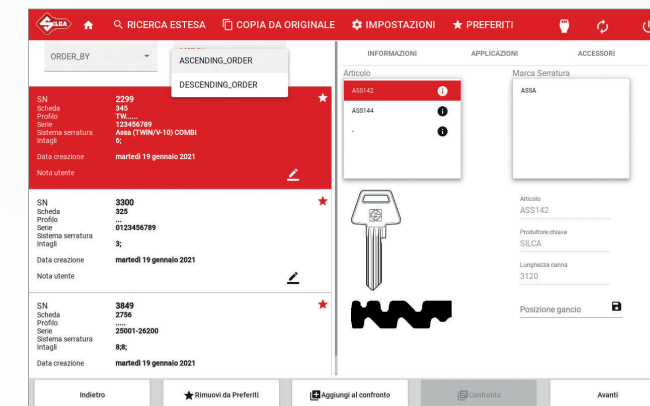 SILCA
RICERCA ESTESA
COPIA DA ORIGINALE
IMPOSTAZIONI
PREFERITI
ORDER_BY
ASCENDING_ORDER
DESCENDING_ORDER
INFORMAZIONI
APPLICAZIONI
ACCESSORI
SN 2299
Scheda 345
Profilo TW......
Serie 123456789
Sistema serratura Assa (TWIN/V-10) COMBI
Intagli 6;
Data creazione martedì 19 gennaio 2021
Nota utente
SN 3300
Scheda 325
Profilo ...
Serie 0123456789
Sistema serratura
Intagli 3;
Data creazione martedì 19 gennaio 2021
Nota utente
SN 3849
Scheda 2756
Profilo .....
Serie 25001-26200
Sistema serratura
Intagli 8;8;
Data creazione martedì 19 gennaio 2021
Articolo
ASS142
ASS144
-
Marca Serratura
ASSA
Articolo
ASS142
Produttore chiave
SILCA
Lunghezza canna
3120
Posizione gancio
Indietro
Rimuovi da Preferiti
Aggiungi al confronto
Confronta
Avanti